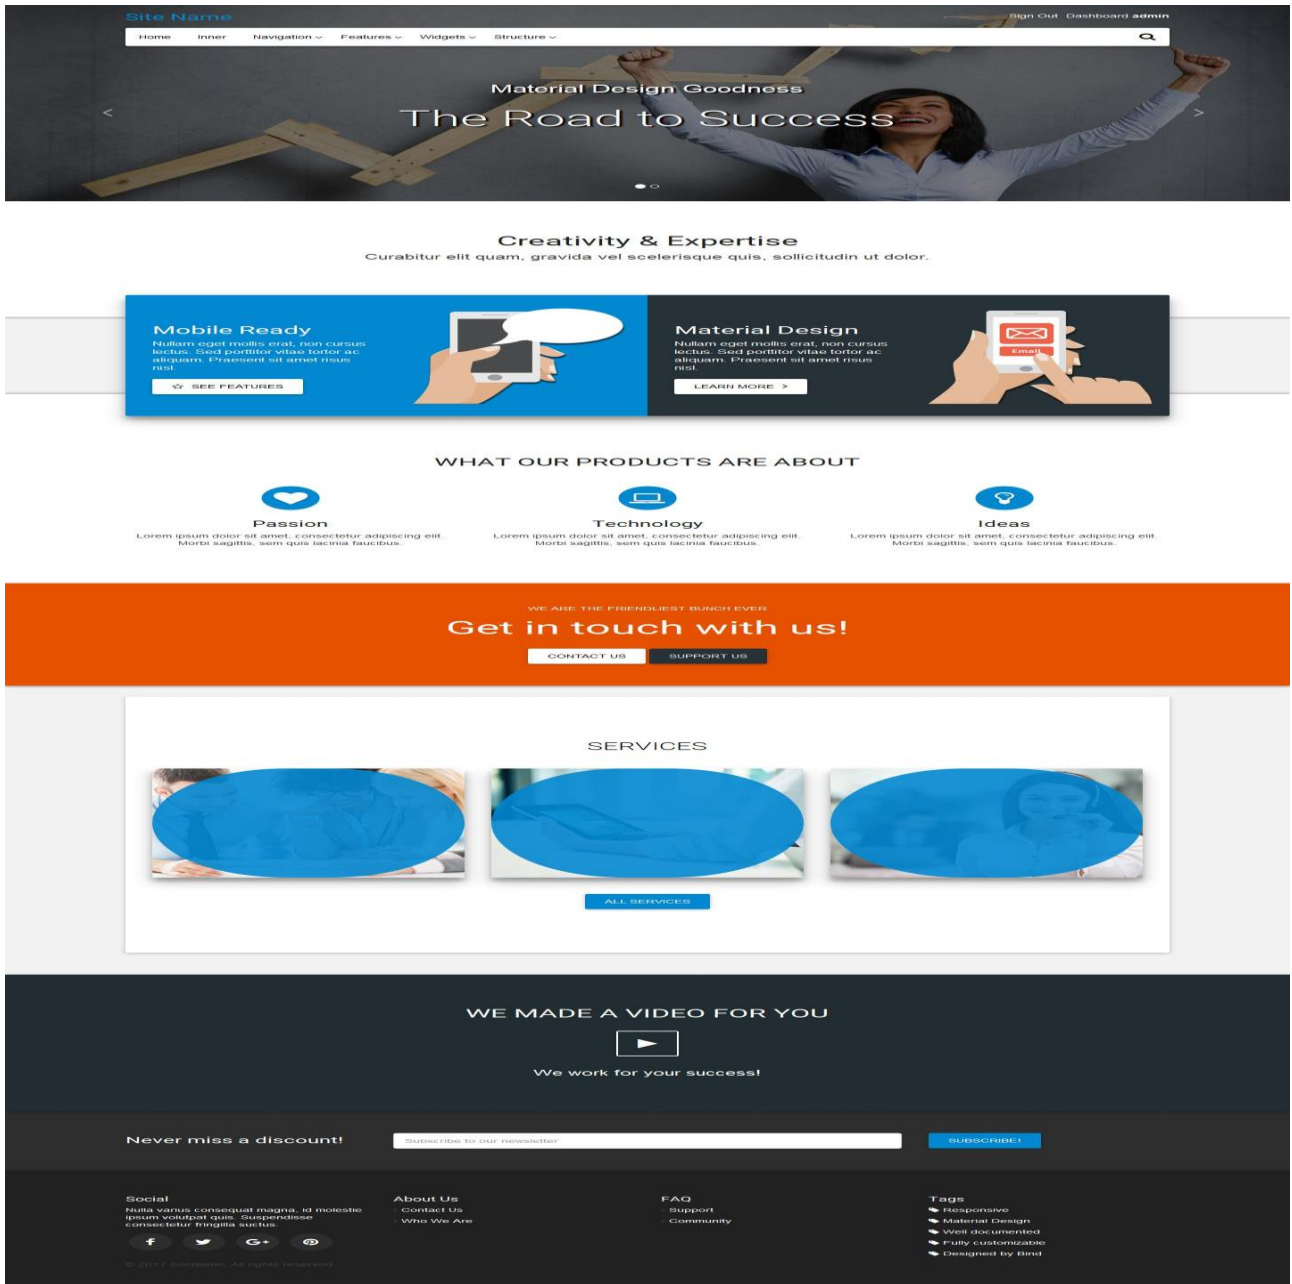 Site Name
Sign Out Dashboard admin
Home Inner Navigation Features Widgets Structure
Material Design Goodness
The Road to Success
Creativity & Expertise
Curabitur elit quam, gravida vel scelerisque quis, sollicitudin ut dolor.
Mobile Ready
Nullam eget mollis erat, non cursus
lectus. Sed porttitor vitae tortor ac
aliquam. Praesent sit amet risus
nisl.
SEE FEATURES
Material Design
Nullam eget mollis erat, non cursus
lectus. Sed porttitor vitae tortor ac
aliquam. Praesent sit amet risus
nisl.
LEARN MORE >
Email
WHAT OUR PRODUCTS ARE ABOUT
Passion
Lorem ipsum dolor sit amet, consectetur adipiscing elit.
Morbi sagittis, sem quis lacinia faucibus.
Technology
Lorem ipsum dolor sit amet, consectetur adipiscing elit.
Morbi sagittis, sem quis lacinia faucibus.
Ideas
Lorem ipsum dolor sit amet, consectetur adipiscing elit.
Morbi sagittis, sem quis lacinia faucibus.
WE ARE THE FRIENDLIEST BUNCH EVER
Get in touch with us!
CONTACT US SUPPORT US
SERVICES
ALL SERVICES
WE MADE A VIDEO FOR YOU
We work for your success!
Never miss a discount!
Subscribe to our newsletter
SUBSCRIBE!
Social
Nulla varius consequat magna, id molestie
ipsum volutpat quis. Suspendisse
consectetur fringilla suctus.
f G+
© 2017 SiteName. All rights reserved
About Us
Contact Us
Who We Are
FAQ
Support
Community
Tags
Responsive
Material Design
Well documented
Fully customizable
Designed by Bind